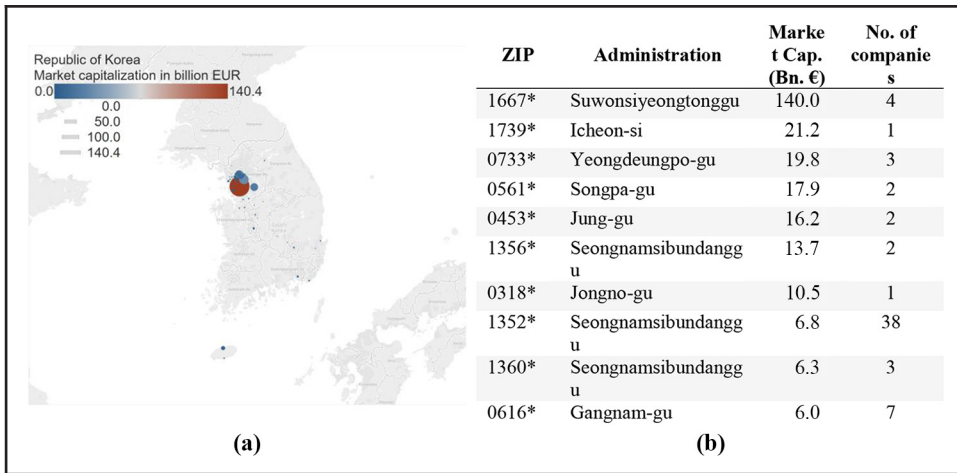 Republic of Korea
Market capitalization in billion EUR
0.0 140.4
0.0
50.0
100.0
140.4
(a)
ZIP Administration Marke No. of
t Cap. companie
(Bn. €) s
1667* Suwonsiyeongtonggu 140.0 4
1739* Icheon-si 21.2 1
0733* Yeongdeungpo-gu 19.8 3
0561* Songpa-gu 17.9 2
0453* Jung-gu 16.2 2
1356* Seongnamsibundangg 13.7 2
u
0318* Jongno-gu 10.5 1
1352* Seongnamsibundangg 6.8 38
u
1360* Seongnamsibundangg 6.3 3
u
0616* Gangnam-gu 6.0 7
(b)